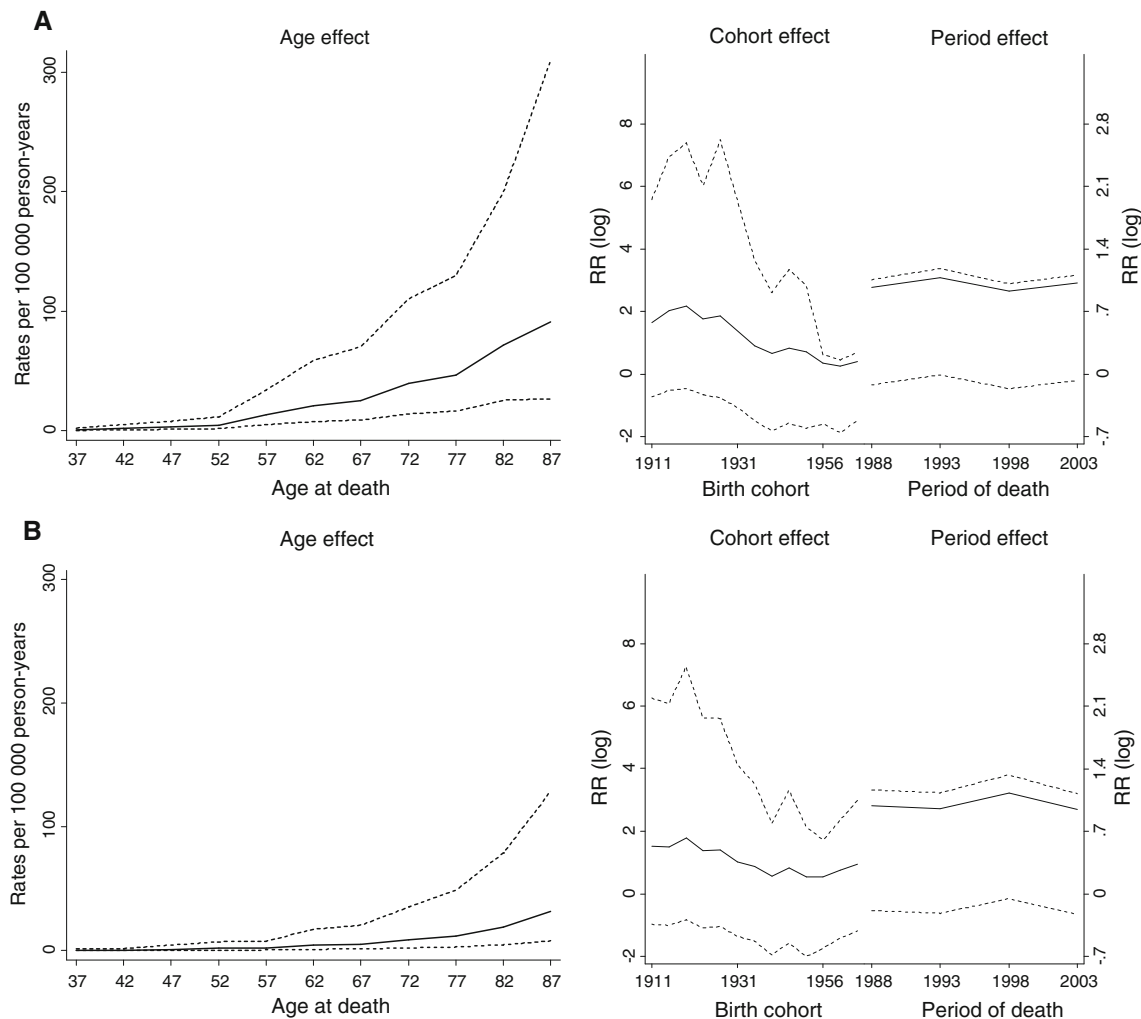 A
Age effect
Cohort effect
Period effect
Rates per 100 000 person-years
0
100
200
300
37 42 47 52 57 62 67 72 77 82 87
Age at death
RR (log)
-2
0
2
4
6
8
1911 1931 1956
Birth cohort
1988 1993 1998 2003
Period of death
-.7
0
.7
1.4
2.1
2.8
RR (log)
B
Age effect
Cohort effect
Period effect
Rates per 100 000 person-years
0
100
200
300
37 42 47 52 57 62 67 72 77 82 87
Age at death
RR (log)
-2
0
2
4
6
8
1911 1931 1956
Birth cohort
1988 1993 1998 2003
Period of death
-.7
0
.7
1.4
2.1
2.8
RR (log)